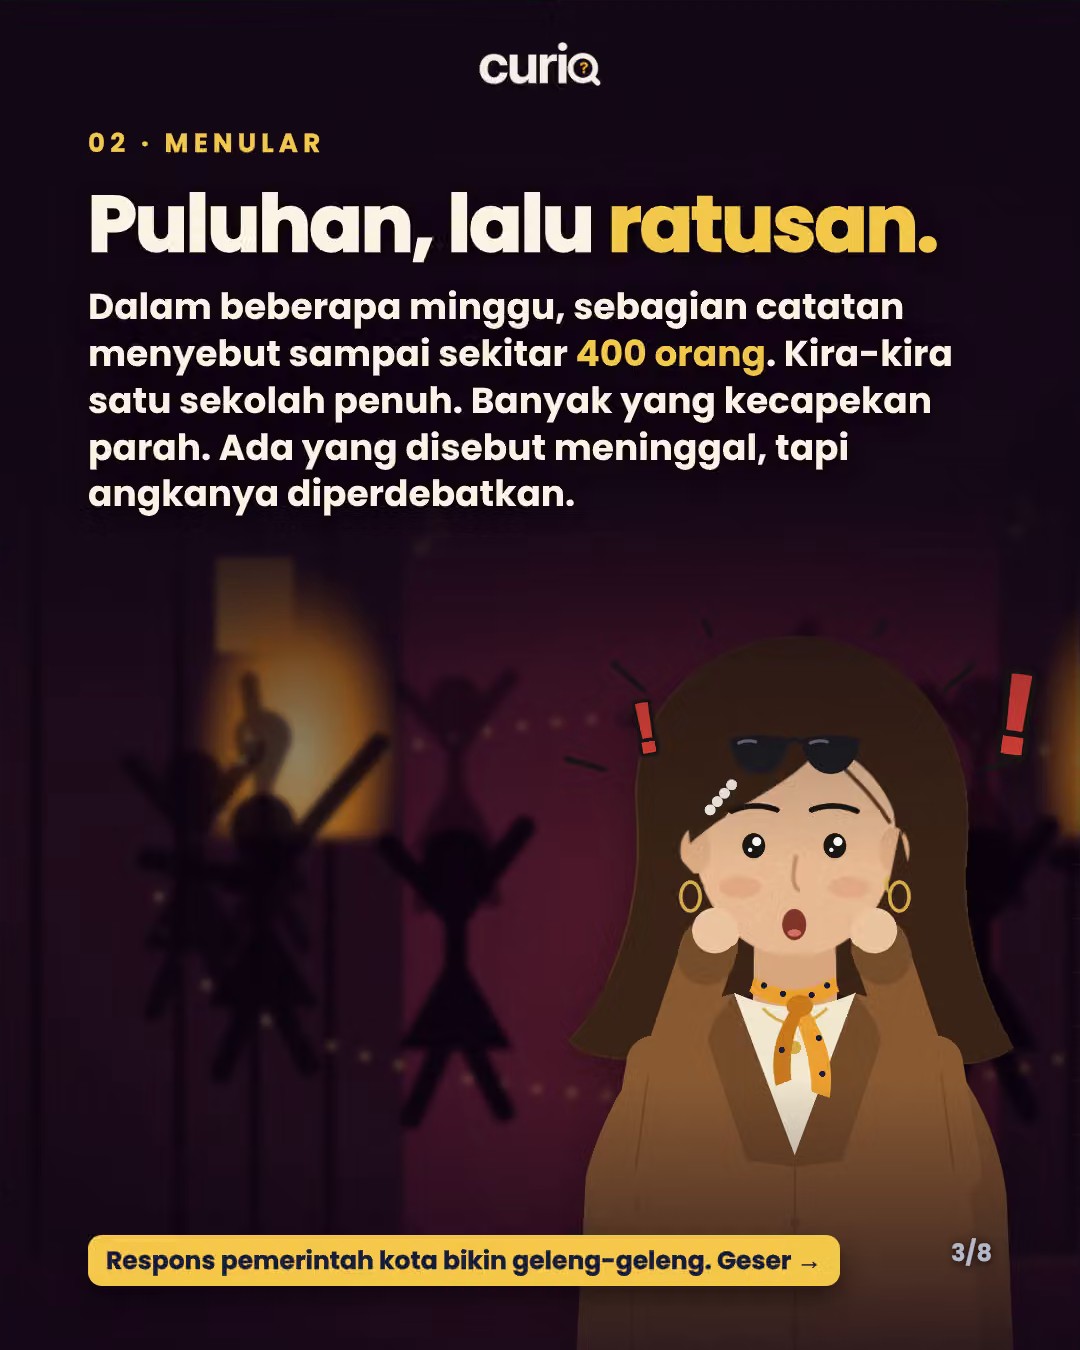 curio
02 · MENULAR
Puluhan, lalu ratusan.
Dalam beberapa minggu, sebagian catatan
menyebut sampai sekitar 400 orang. Kira-kira
satu sekolah penuh. Banyak yang kecapekan
parah. Ada yang disebut meninggal, tapi
angkanya diperdebatkan.
! !
Respons pemerintah kota bikin geleng-geleng. Geser →
3/8